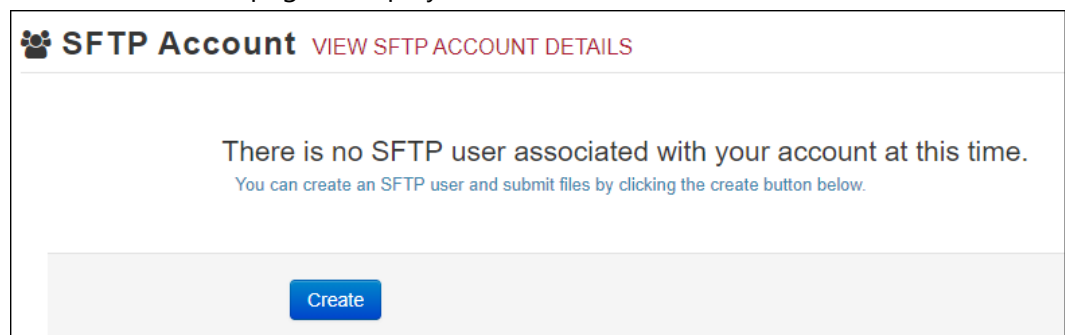 SFTP Account VIEW SFTP ACCOUNT DETAILS
There is no SFTP user associated with your account at this time.
You can create an SFTP user and submit files by clicking the create button below.
Create